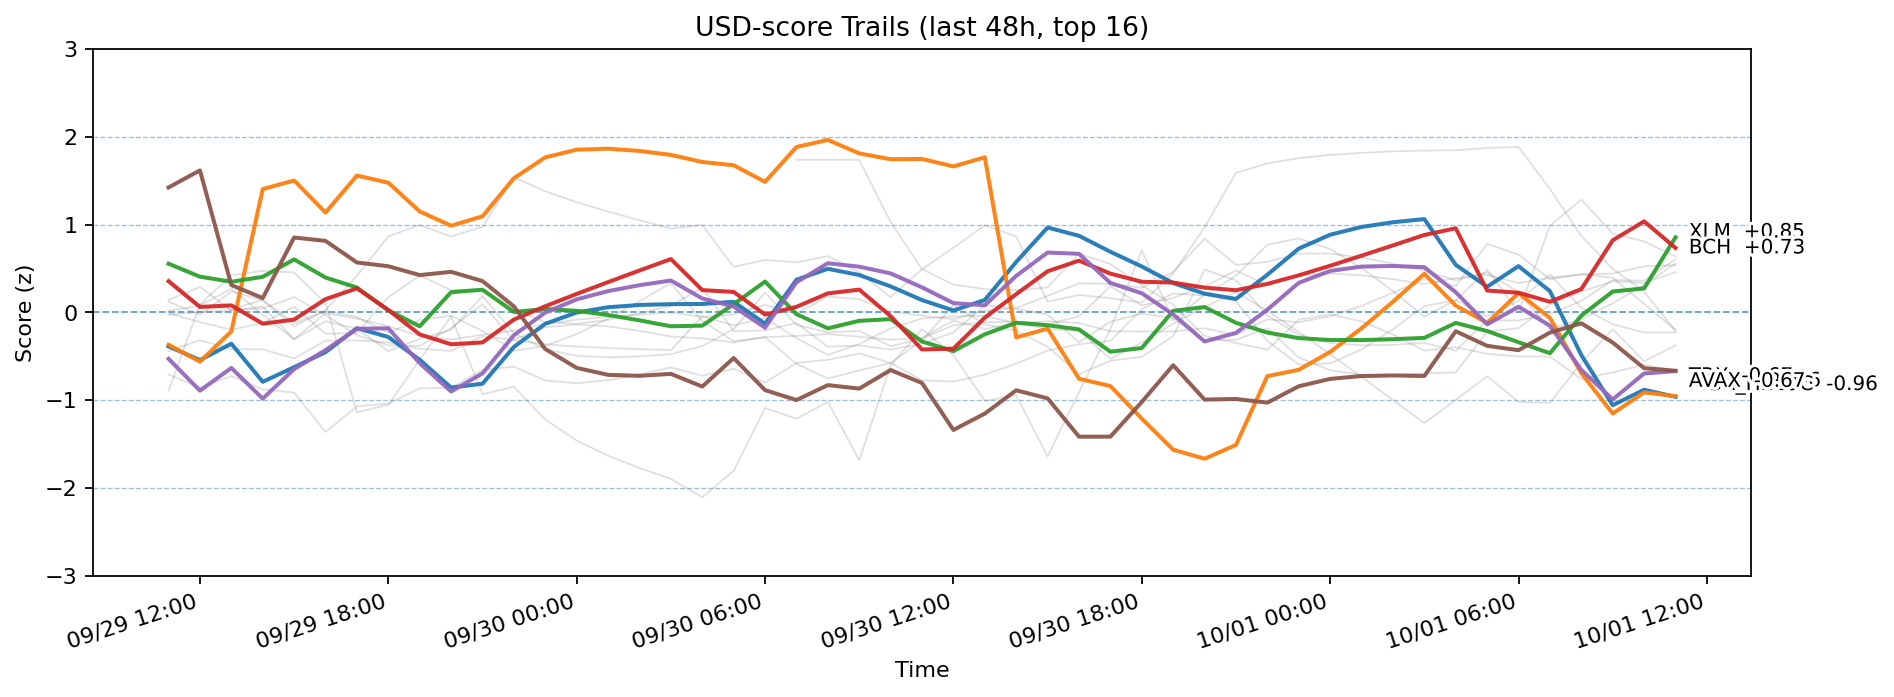 USD-score Trails (last 48h, top 16)
Score (z)
3
2
1
0
−1
−2
−3
XLM +0.85
BCH +0.73
AVAX -0.67
-0.96
09/29 12:00
09/29 18:00
09/30 00:00
09/30 06:00
09/30 12:00
09/30 18:00
10/01 00:00
10/01 06:00
10/01 12:00
Time